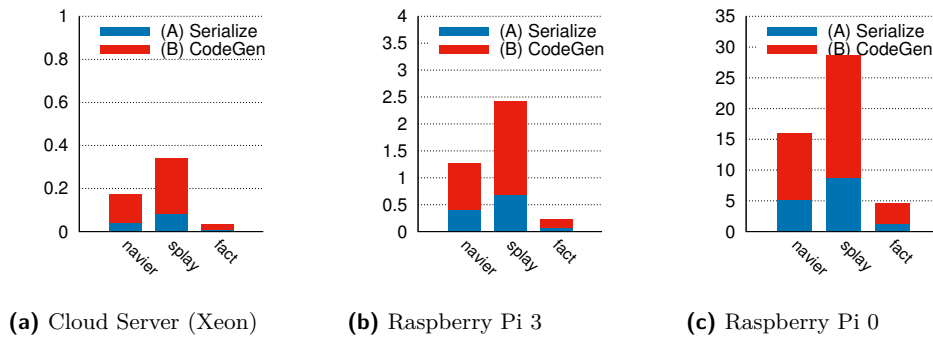 1
0.8
0.6
0.4
0.2
0
(A) Serialize
(B) CodeGen
navier
splay
fact
(a) Cloud Server (Xeon)
4
3.5
3
2.5
2
1.5
1
0.5
0
(A) Serialize
(B) CodeGen
navier
splay
fact
(b) Raspberry Pi 3
35
30
25
20
15
10
5
0
(A) Serialize
(B) CodeGen
navier
splay
fact
(c) Raspberry Pi 0